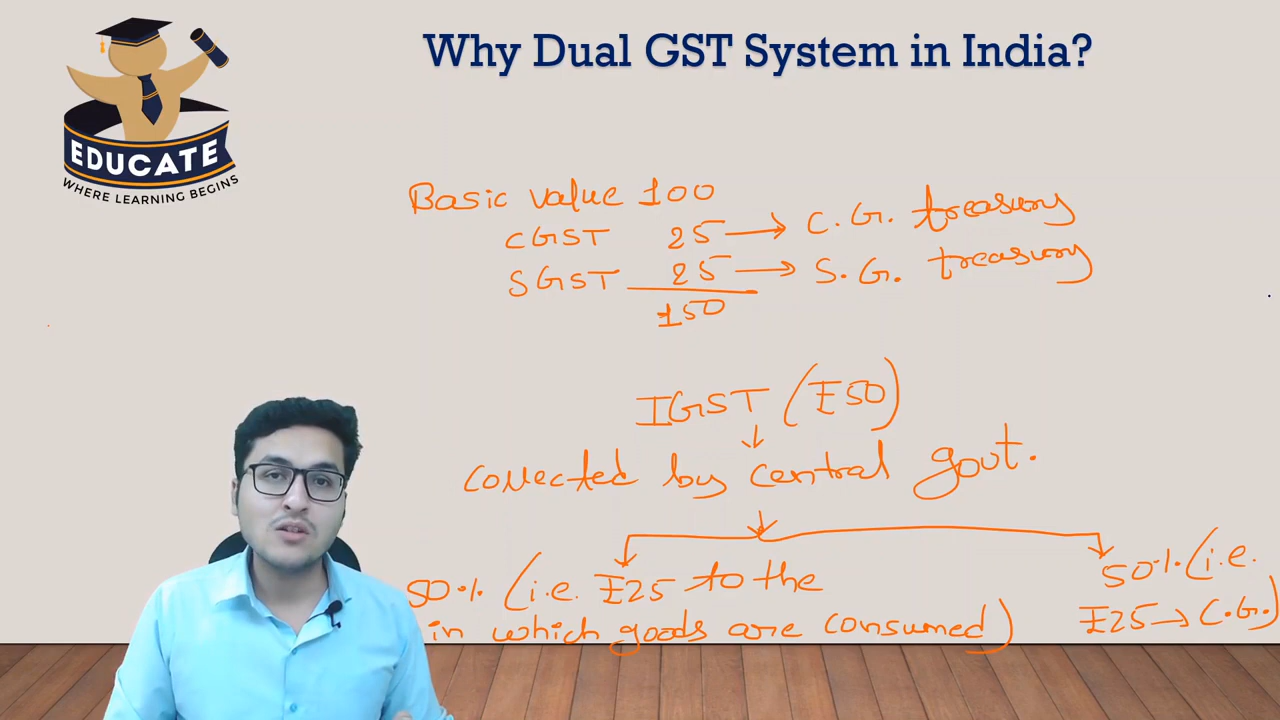 Why Dual GST System in India?
EDUCATE
WHERE LEARNING BEGINS
Basic value 100
CGST 25 → C.G. treasury
SGST 25 → S.G. treasury
150
IGST (₹50)
↓
collected by central govt.
↓
50% (i.e. ₹25 to the
in which goods are consumed)
50% (i.e.
₹25 → C.G.)